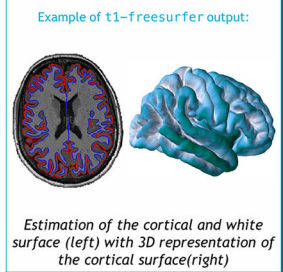 Example of t1-freesurfer output:
Estimation of the cortical and white
surface (left) with 3D representation of
the cortical surface(right)